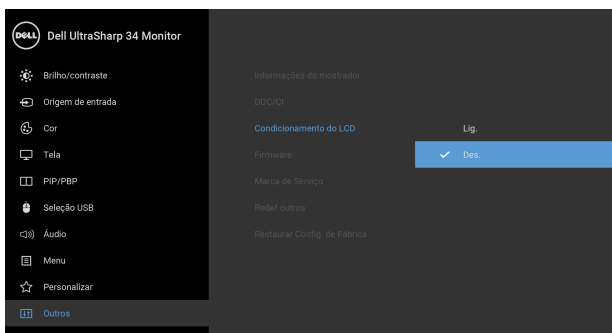 DELL Dell UltraSharp 34 Monitor
Brilho/contraste
Origem de entrada
Cor
Tela
PIP/PBP
Seleção USB
Áudio
Menu
Personalizar
Outros
Informações do mostrador
DDC/CI
Condicionamento do LCD
Firmware
Marca de Serviço
Redef outros
Restaurar Config. de Fábrica
Lig.
Des.